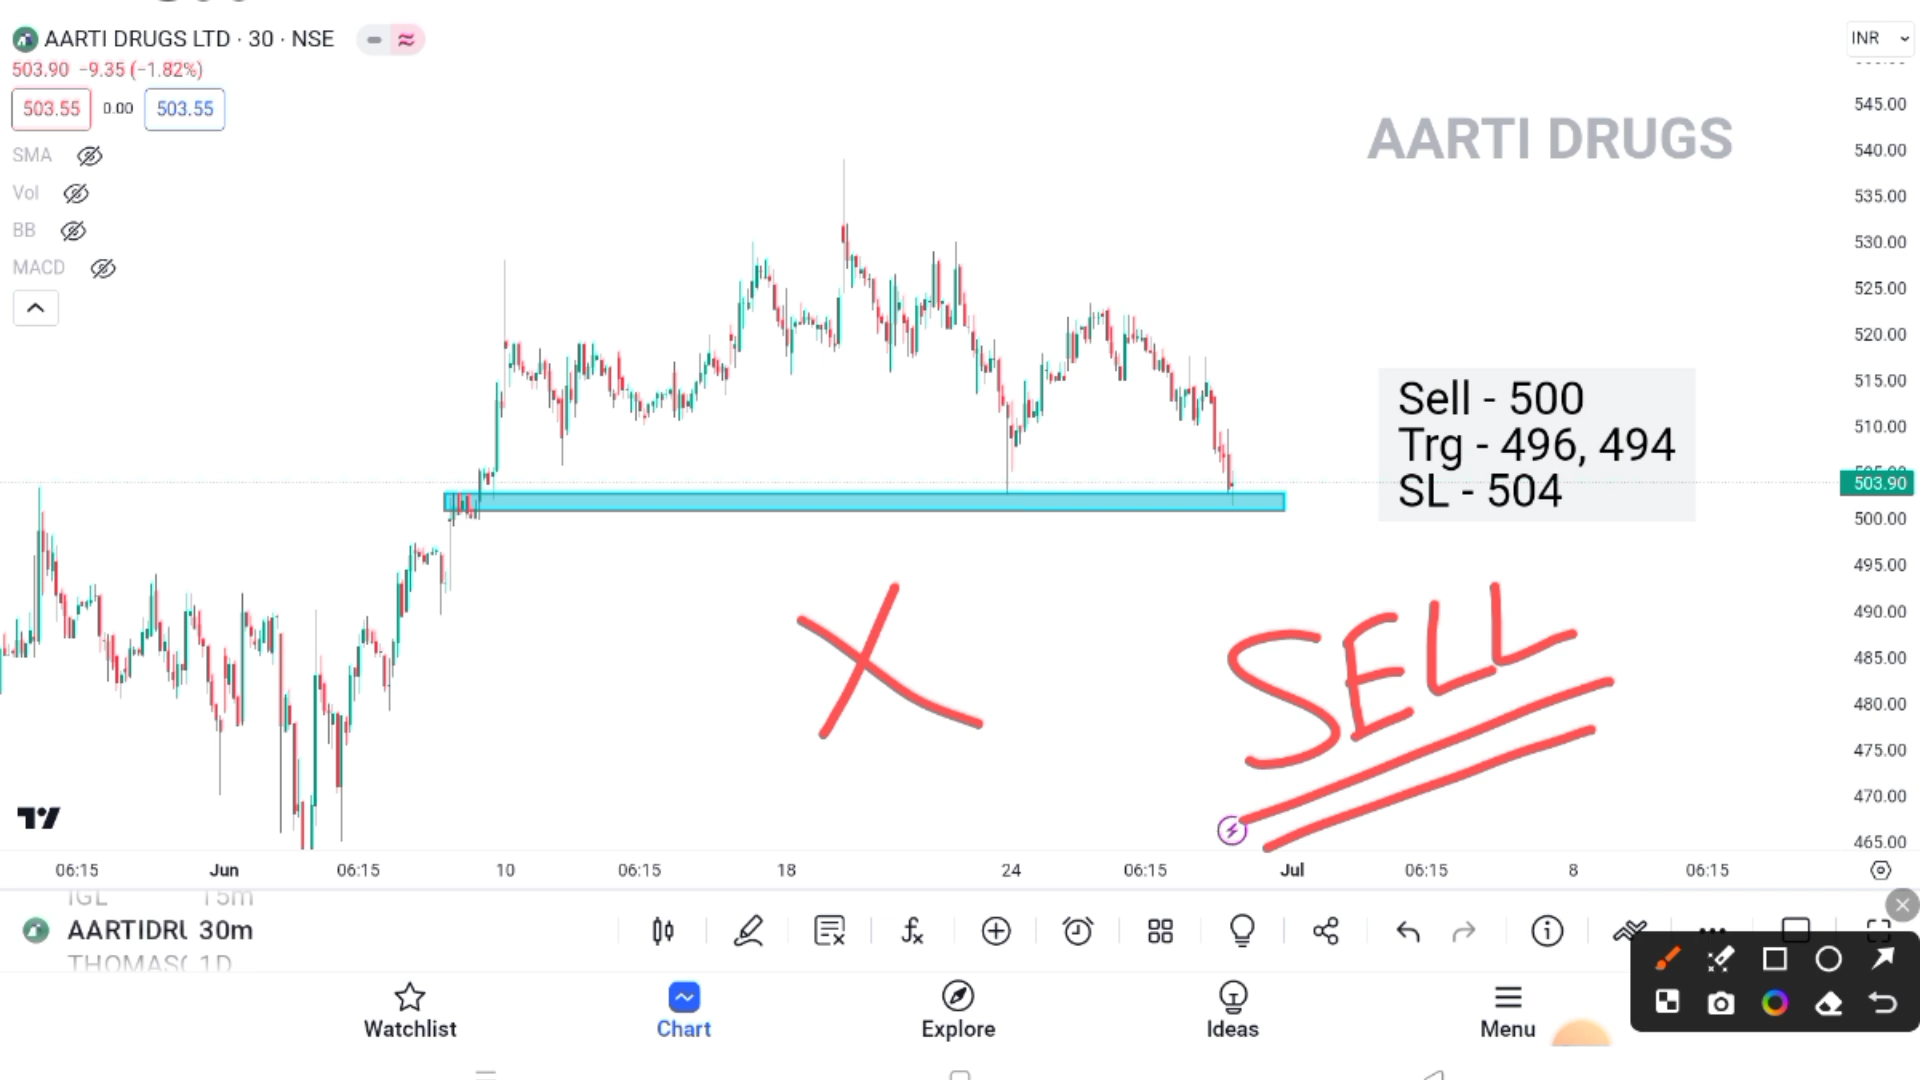 AARTI DRUGS LTD · 30 · NSE
INR
503.90 −9.35 (−1.82%)
503.55 0.00 503.55
SMA
Vol
BB
MACD
AARTI DRUGS
545.00
540.00
535.00
530.00
525.00
520.00
515.00
510.00
503.90
500.00
495.00
490.00
485.00
480.00
475.00
470.00
465.00
Sell - 500
Trg - 496, 494
SL - 504
X
SELL
06:15 Jun 06:15 10 06:15 18 24 06:15 Jul 06:15 8 06:15
IGL 15m
AARTIDRU 30m
THOMASC 1D
Watchlist
Chart
Explore
Ideas
Menu